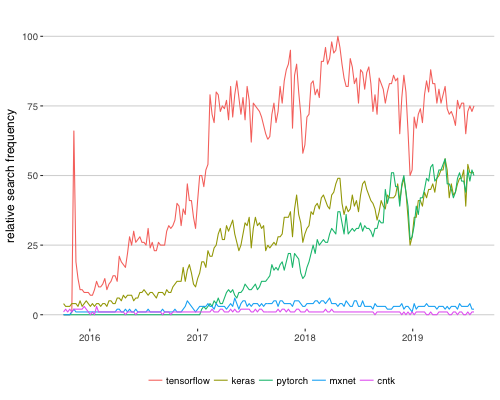 relative search frequency
100
75
50
25
0
2016 2017 2018 2019
tensorflow keras pytorch mxnet cntk